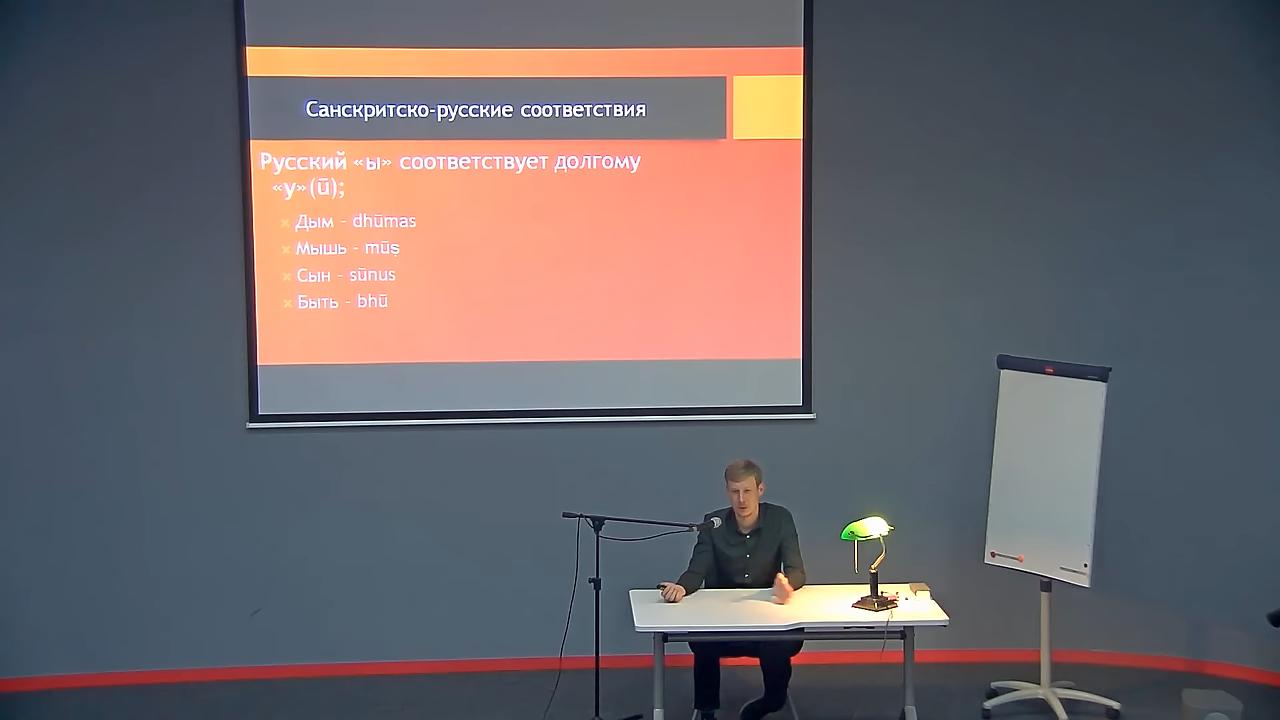 Санскритско-русские соответствия
Русский «ы» соответствует долгому
«у»(ū);
Дым - dhūmas
Мышь - mūṣ
Сын - sūnus
Быть - bhū